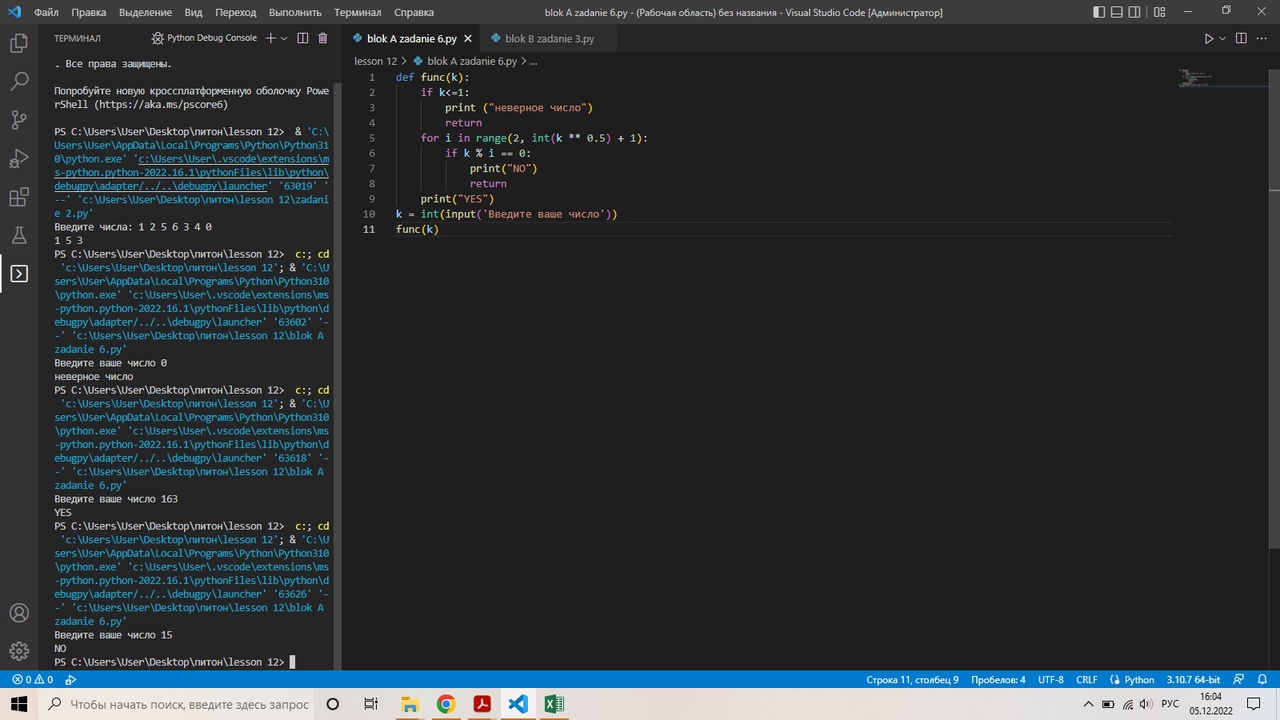 Файл Правка Выделение Вид Переход Выполнить Терминал Справка
blok A zadanie 6.py - (Рабочая область) без названия - Visual Studio Code [Администратор]
ТЕРМИНАЛ
Python Debug Console
. Все права защищены.
Попробуйте новую кроссплатформенную оболочку Powe
rShell (https://aka.ms/pscore6)
PS C:\Users\User\Desktop\питон\lesson 12>  & 'C:\
Users\User\AppData\Local\Programs\Python\Python31
0\python.exe' 'c:\Users\User\.vscode\extensions\m
s-python.python-2022.16.1\pythonFiles\lib\python\
debugpy\adapter/../..\debugpy\launcher' '63019' '
--' 'c:\Users\User\Desktop\питон\lesson 12\zadani
e 2.py'
Введите числа: 1 2 5 6 3 4 0
1 5 3
PS C:\Users\User\Desktop\питон\lesson 12>  c:; cd
 'c:\Users\User\Desktop\питон\lesson 12'; & 'C:\U
sers\User\AppData\Local\Programs\Python\Python310
\python.exe' 'c:\Users\User\.vscode\extensions\ms
-python.python-2022.16.1\pythonFiles\lib\python\d
ebugpy\adapter/../..\debugpy\launcher' '63602' '-
-' 'c:\Users\User\Desktop\питон\lesson 12\blok A 
zadanie 6.py'
Введите ваше число 0
неверное число
PS C:\Users\User\Desktop\питон\lesson 12>  c:; cd
 'c:\Users\User\Desktop\питон\lesson 12'; & 'C:\U
sers\User\AppData\Local\Programs\Python\Python310
\python.exe' 'c:\Users\User\.vscode\extensions\ms
-python.python-2022.16.1\pythonFiles\lib\python\d
ebugpy\adapter/../..\debugpy\launcher' '63618' '-
-' 'c:\Users\User\Desktop\питон\lesson 12\blok A 
zadanie 6.py'
Введите ваше число 163
YES
PS C:\Users\User\Desktop\питон\lesson 12>  c:; cd
 'c:\Users\User\Desktop\питон\lesson 12'; & 'C:\U
sers\User\AppData\Local\Programs\Python\Python310
\python.exe' 'c:\Users\User\.vscode\extensions\ms
-python.python-2022.16.1\pythonFiles\lib\python\d
ebugpy\adapter/../..\debugpy\launcher' '63626' '-
-' 'c:\Users\User\Desktop\питон\lesson 12\blok A 
zadanie 6.py'
Введите ваше число 15
NO
PS C:\Users\User\Desktop\питон\lesson 12>
blok A zadanie 6.py
blok B zadanie 3.py
lesson 12 > blok A zadanie 6.py > ...
1 def func(k):
2     if k<=1:
3         print ("неверное число")
4         return
5     for i in range(2, int(k ** 0.5) + 1):
6         if k % i == 0:
7             print("NO")
8             return
9     print("YES")
10 k = int(input('Введите ваше число'))
11 func(k)
0 0
Строка 11, столбец 9 Пробелов: 4 UTF-8 CRLF Python 3.10.7 64-bit
Чтобы начать поиск, введите здесь запрос
РУС
16:04
05.12.2022